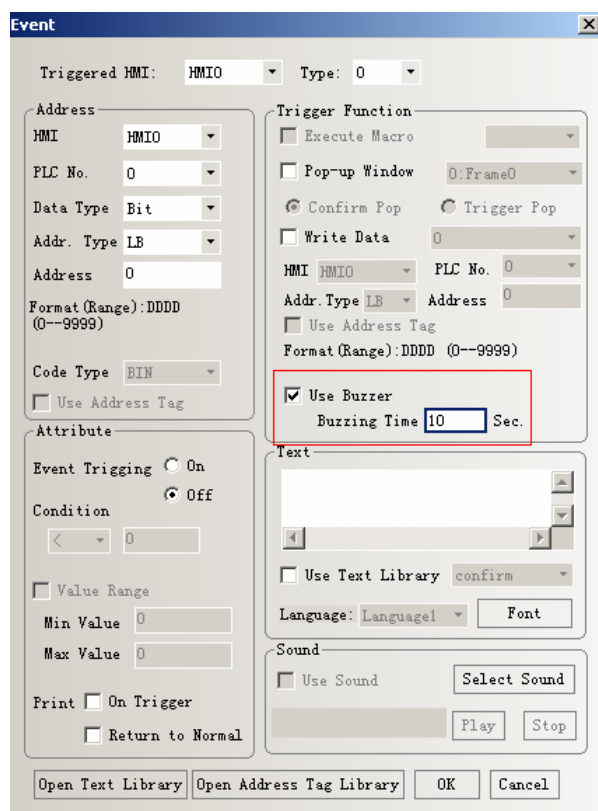 Event
Triggered HMI: HMI0 Type: 0
Address
HMI HMI0
PLC No. 0
Data Type Bit
Addr. Type LB
Address 0
Format(Range):DDDD
(0--9999)
Code Type BIN
Use Address Tag
Attribute
Event Trigging On
Off
Condition
< 0
Value Range
Min Value 0
Max Value 0
Print On Trigger
Return to Normal
Trigger Function
Execute Macro
Pop-up Window 0:Frame0
Confirm Pop Trigger Pop
Write Data 0
HMI HMI0 PLC No. 0
Addr.Type LB Address 0
Use Address Tag
Format(Range):DDDD (0--9999)
Use Buzzer
Buzzing Time 10 Sec.
Text
Use Text Library confirm
Language: Language1 Font
Sound
Use Sound Select Sound
Play Stop
Open Text Library Open Address Tag Library OK Cancel